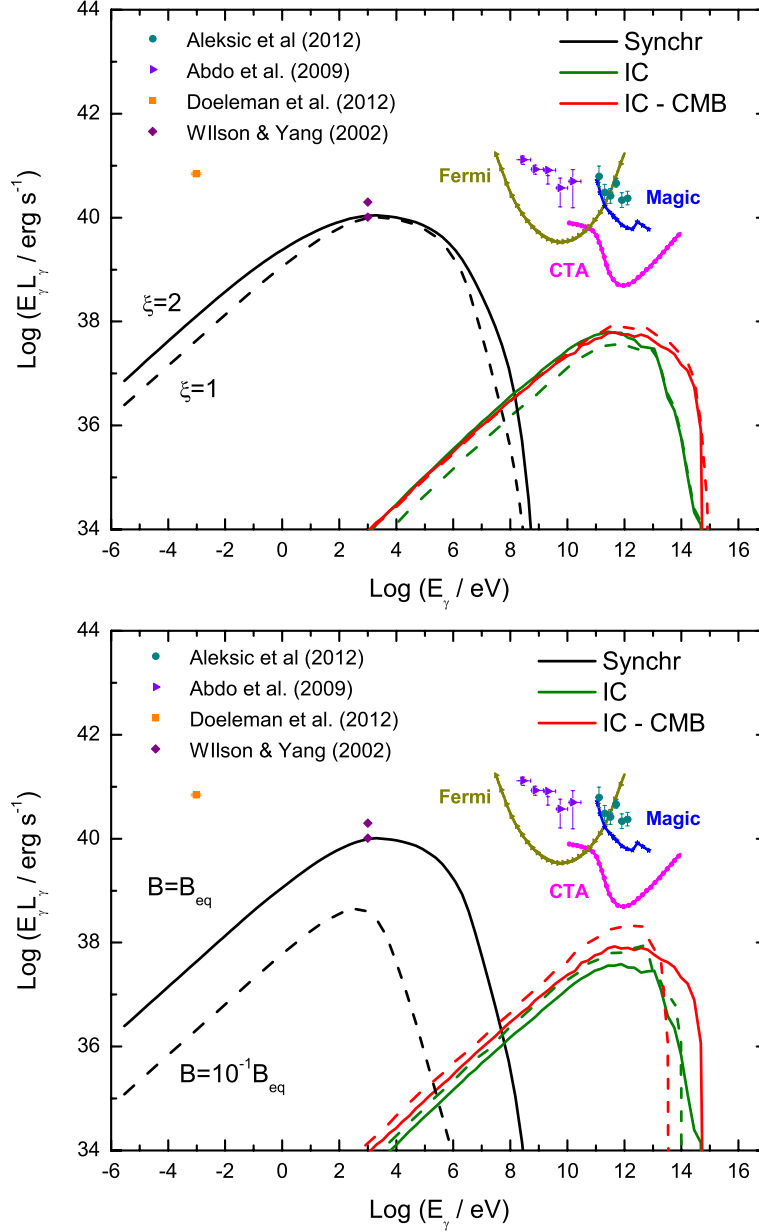 44
42
40
38
36
34
Log (EγLγ / erg s⁻¹)
Aleksic et al (2012)
Abdo et al. (2009)
Doeleman et al. (2012)
WIlson & Yang (2002)
Synchr
IC
IC - CMB
Fermi
Magic
CTA
ξ=2
ξ=1
-6 -4 -2 0 2 4 6 8 10 12 14 16
Log (Eγ / eV)
44
42
40
38
36
34
Log (EγLγ / erg s⁻¹)
Aleksic et al (2012)
Abdo et al. (2009)
Doeleman et al. (2012)
WIlson & Yang (2002)
Synchr
IC
IC - CMB
Fermi
Magic
CTA
B=Beq
B=10⁻¹Beq
-6 -4 -2 0 2 4 6 8 10 12 14 16
Log (Eγ / eV)